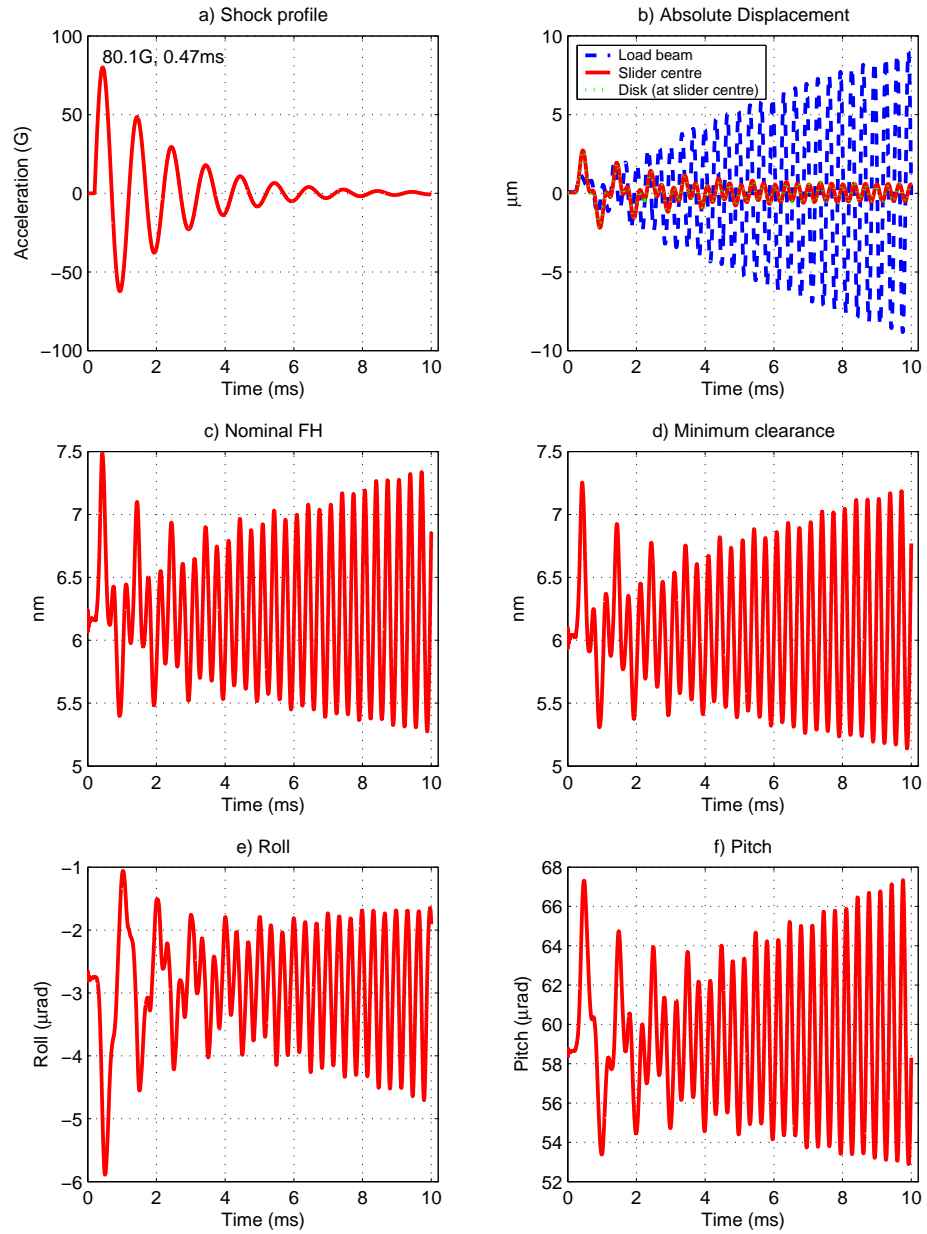 a) Shock profile
80.1G, 0.47ms
Acceleration (G)
100
50
0
−50
−100
0 2 4 6 8 10
Time (ms)
b) Absolute Displacement
Load beam
Slider centre
Disk (at slider centre)
µm
10
5
0
−5
−10
0 2 4 6 8 10
Time (ms)
c) Nominal FH
nm
7.5
7
6.5
6
5.5
5
0 2 4 6 8 10
Time (ms)
d) Minimum clearance
nm
7.5
7
6.5
6
5.5
5
0 2 4 6 8 10
Time (ms)
e) Roll
Roll (µrad)
−1
−2
−3
−4
−5
−6
0 2 4 6 8 10
Time (ms)
f) Pitch
Pitch (µrad)
68
66
64
62
60
58
56
54
52
0 2 4 6 8 10
Time (ms)